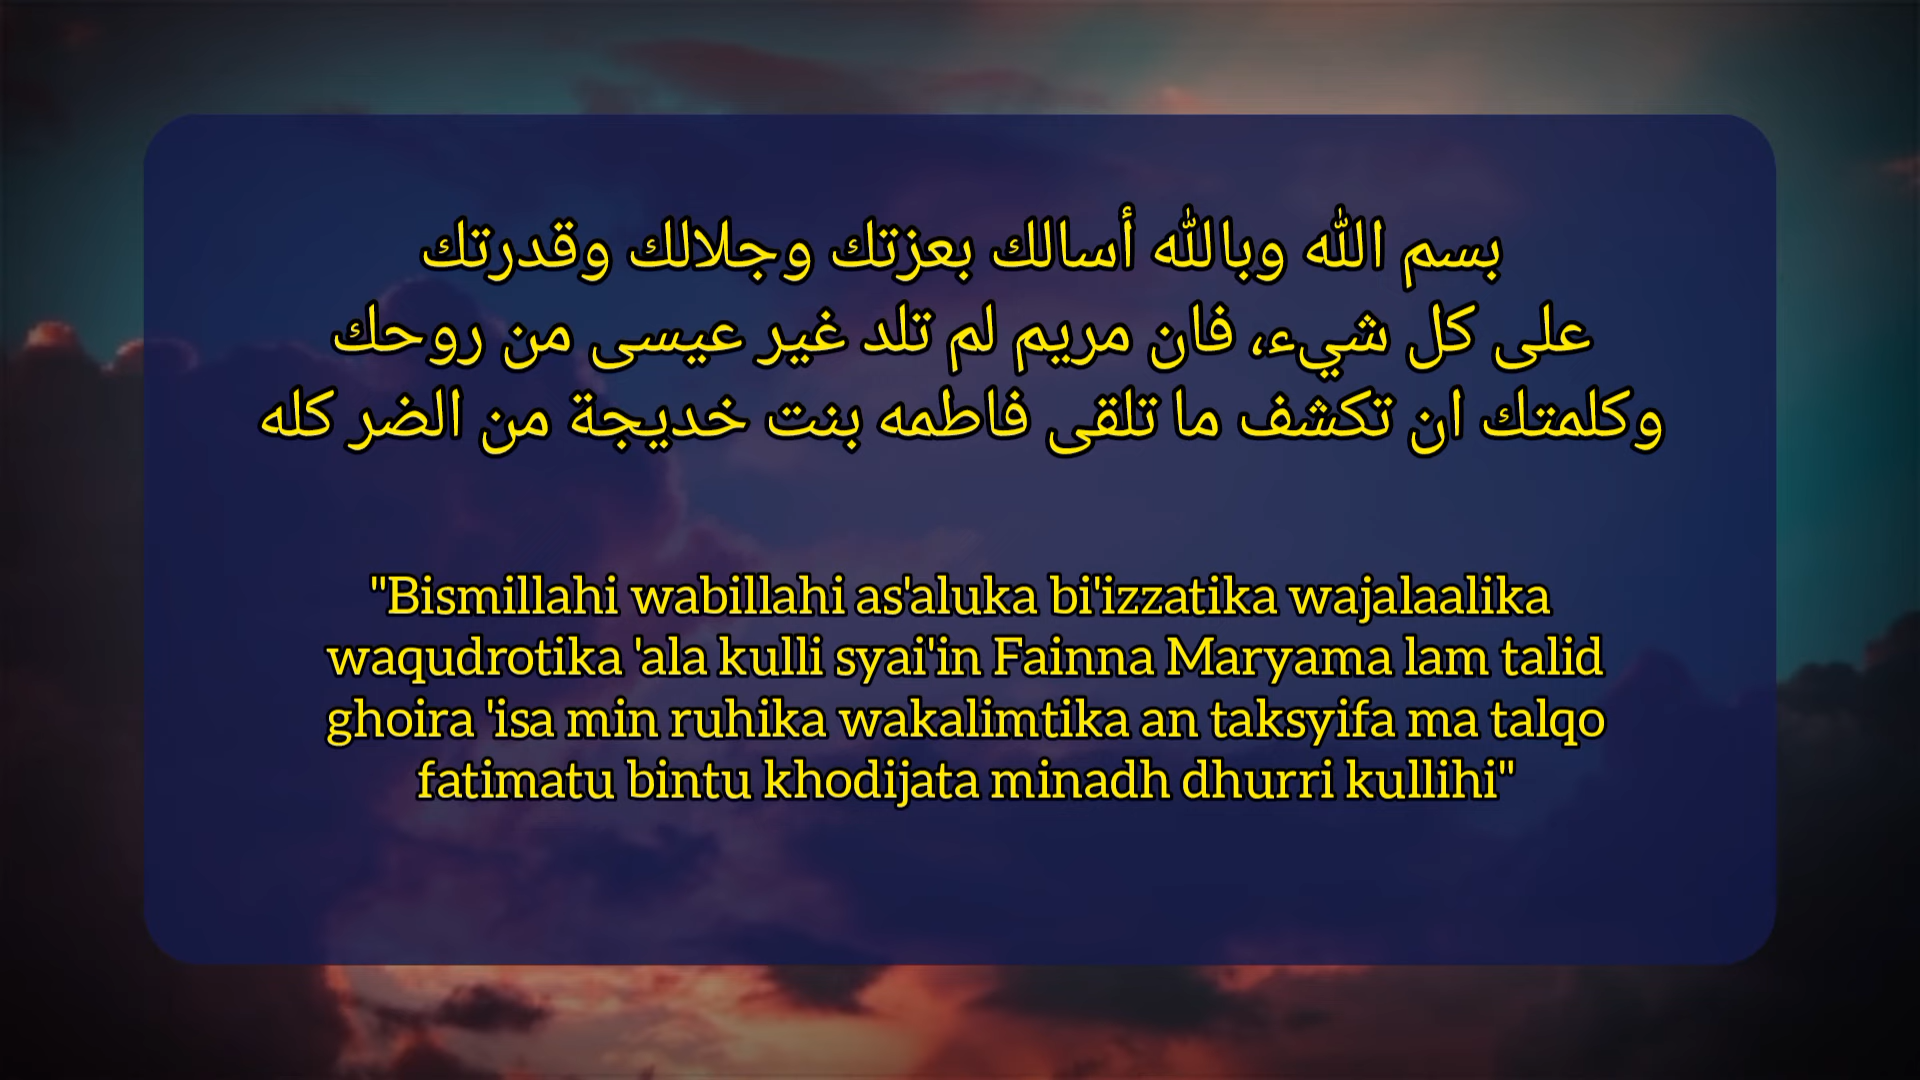 بسم الله وبالله أسالك بعزتك وجلالك وقدرتك
على كل شيء، فان مريم لم تلد غير عيسى من روحك
وكلمتك ان تكشف ما تلقى فاطمه بنت خديجة من الضر كله
"Bismillahi wabillahi as'aluka bi'izzatika wajalaalika
waqudrotika 'ala kulli syai'in Fainna Maryama lam talid
ghoira 'isa min ruhika wakalimtika an taksyifa ma talqo
fatimatu bintu khodijata minadh dhurri kullihi"